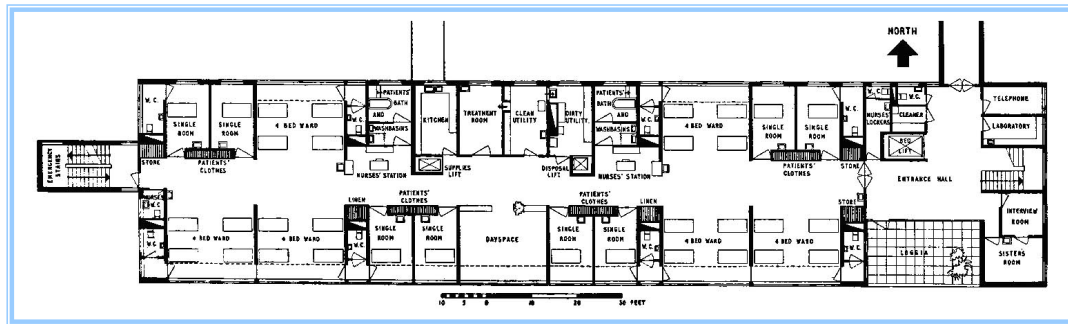 NORTH
W.C.
SINGLE
ROOM
SINGLE
ROOM
PATIENTS'
CLOTHES
STORE
EMERGENCY
STAIRS
4 BED WARD
W.C.
PATIENTS'
BATH
AND
WASHBASINS
NURSES' STATION
KITCHEN
SUPPLIES
LIFT
TREATMENT
ROOM
CLEAN
UTILITY
DIRTY
UTILITY
DISPOSAL
LIFT
PATIENTS'
BATH
AND
WASHBASINS
W.C.
NURSES' STATION
4 BED WARD
SINGLE
ROOM
SINGLE
ROOM
PATIENTS'
CLOTHES
W.C.
STORE
W.C.
W.C.
NURSES'
LOCKERS
CLEANER
BED
LIFT
TELEPHONE
LABORATORY
ENTRANCE HALL
NURSES'
W.C.
W.C.
4 BED WARD
4 BED WARD
LINEN
W.C.
PATIENTS'
CLOTHES
SINGLE
ROOM
SINGLE
ROOM
DAYSPACE
PATIENTS'
CLOTHES
SINGLE
ROOM
SINGLE
ROOM
LINEN
W.C.
4 BED WARD
4 BED WARD
STORE
W.C.
LOGGIA
INTERVIEW
ROOM
SISTERS
ROOM
10 5 0 10 20 30 FEET